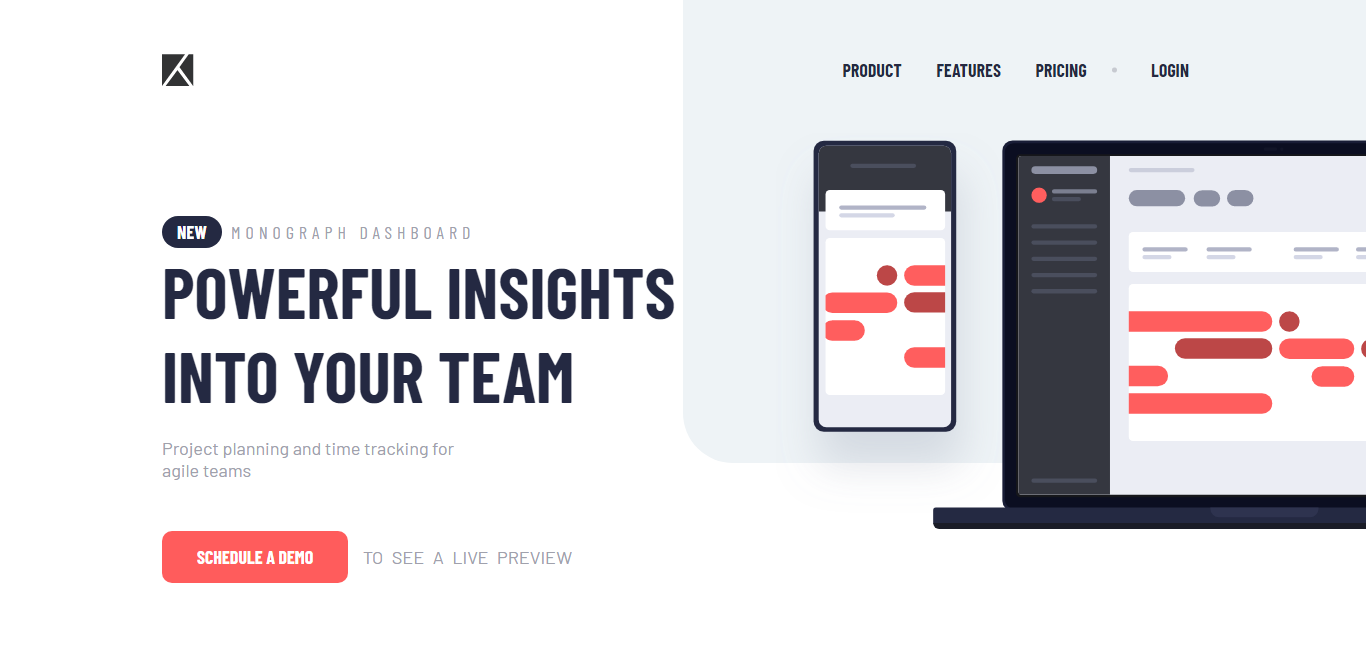 PRODUCT FEATURES PRICING LOGIN
NEW MONOGRAPH DASHBOARD
POWERFUL INSIGHTS
INTO YOUR TEAM
Project planning and time tracking for
agile teams
SCHEDULE A DEMO TO SEE A LIVE PREVIEW